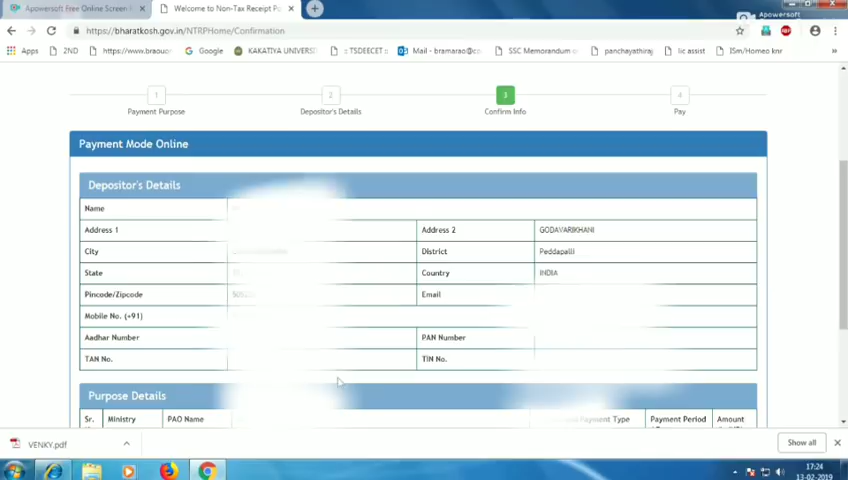 Apowersoft Free Online Screen
Welcome to Non-Tax Receipt Po
Apowersoft
https://bharatkosh.gov.in/NTRPHome/Confirmation
Apps 2ND https://www.braoui Google KAKATIYA UNIVERSI :: TSDEECET :: Mail - bramarao@cc SSC Memorandum o panchayathiraj lic assist ISm/Homeo knr
1 2 3 4
Payment Purpose Depositor's Details Confirm Info Pay
Payment Mode Online
Depositor's Details
Name
Address 1 Address 2 GODAVARIKHANI
City District Peddapalli
State Country INDIA
Pincode/Zipcode Email
Mobile No. (+91)
Aadhar Number PAN Number
TAN No. TIN No.
Purpose Details
Sr. Ministry PAO Name Payment Type Payment Period Amount
VENKY.pdf Show all
17:24
13-02-2019